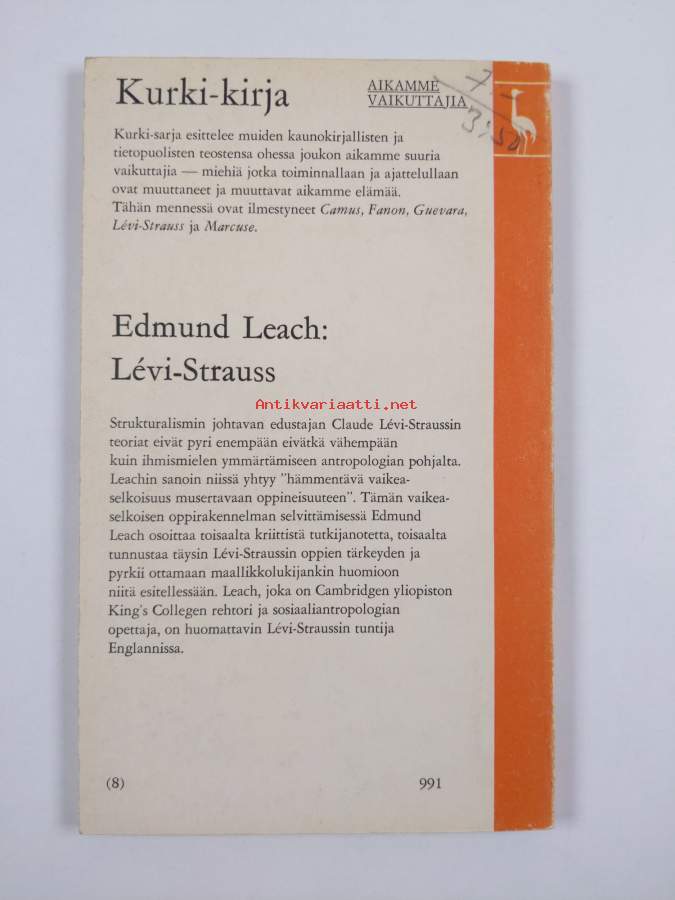 Kurki-kirja
AIKAMME
VAIKUTTAJIA
7.-
3,50
Kurki-sarja esittelee muiden kaunokirjallisten ja
tietopuolisten teostensa ohessa joukon aikamme suuria
vaikuttajia — miehiä jotka toiminnallaan ja ajattelullaan
ovat muuttaneet ja muuttavat aikamme elämää.
Tähän mennessä ovat ilmestyneet Camus, Fanon, Guevara,
Lévi-Strauss ja Marcuse.
Edmund Leach:
Lévi-Strauss
Antikvariaatti.net
Strukturalismin johtavan edustajan Claude Lévi-Straussin
teoriat eivät pyri enempään eivätkä vähempään
kuin ihmismielen ymmärtämiseen antropologian pohjalta.
Leachin sanoin niissä yhtyy ”hämmentävä vaikea-
selkoisuus musertavaan oppineisuuteen”. Tämän vaikea-
selkoisen oppirakennelman selvittämisessä Edmund
Leach osoittaa toisaalta kriittistä tutkijanotetta, toisaalta
tunnustaa täysin Lévi-Straussin oppien tärkeyden ja
pyrkii ottamaan maallikkolukijankin huomioon
niitä esitellessään. Leach, joka on Cambridgen yliopiston
King's Collegen rehtori ja sosiaaliantropologian
opettaja, on huomattavin Lévi-Straussin tuntija
Englannissa.
(8)
991